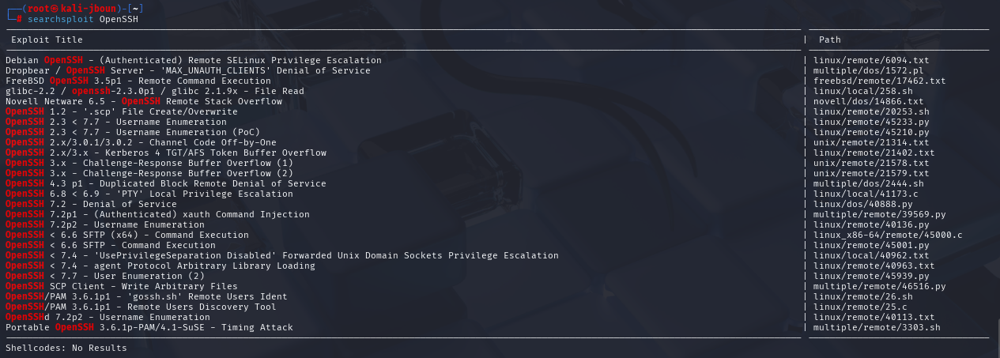 ┌──(root㉿kali-jboun)-[~]
└─# searchsploit OpenSSH
Exploit Title | Path
Debian OpenSSH - (Authenticated) Remote SELinux Privilege Escalation | linux/remote/6094.txt
Dropbear / OpenSSH Server - 'MAX_UNAUTH_CLIENTS' Denial of Service | multiple/dos/1572.pl
FreeBSD OpenSSH 3.5p1 - Remote Command Execution | freebsd/remote/17462.txt
glibc-2.2 / openssh-2.3.0p1 / glibc 2.1.9x - File Read | linux/local/258.sh
Novell Netware 6.5 - OpenSSH Remote Stack Overflow | novell/dos/14866.txt
OpenSSH 1.2 - '.scp' File Create/Overwrite | linux/remote/20253.sh
OpenSSH 2.3 < 7.7 - Username Enumeration | linux/remote/45233.py
OpenSSH 2.3 < 7.7 - Username Enumeration (PoC) | linux/remote/45210.py
OpenSSH 2.x/3.0.1/3.0.2 - Channel Code Off-by-One | unix/remote/21314.txt
OpenSSH 2.x/3.x - Kerberos 4 TGT/AFS Token Buffer Overflow | linux/remote/21402.txt
OpenSSH 3.x - Challenge-Response Buffer Overflow (1) | unix/remote/21578.txt
OpenSSH 3.x - Challenge-Response Buffer Overflow (2) | unix/remote/21579.txt
OpenSSH 4.3 p1 - Duplicated Block Remote Denial of Service | multiple/dos/2444.sh
OpenSSH 6.8 < 6.9 - 'PTY' Local Privilege Escalation | linux/local/41173.c
OpenSSH 7.2 - Denial of Service | linux/dos/40888.py
OpenSSH 7.2p1 - (Authenticated) xauth Command Injection | multiple/remote/39569.py
OpenSSH 7.2p2 - Username Enumeration | linux/remote/40136.py
OpenSSH < 6.6 SFTP (x64) - Command Execution | linux_x86-64/remote/45000.c
OpenSSH < 6.6 SFTP - Command Execution | linux/remote/45001.py
OpenSSH < 7.4 - 'UsePrivilegeSeparation Disabled' Forwarded Unix Domain Sockets Privilege Escalation | linux/local/40962.txt
OpenSSH < 7.4 - agent Protocol Arbitrary Library Loading | linux/remote/40963.txt
OpenSSH < 7.7 - User Enumeration (2) | linux/remote/45939.py
OpenSSH SCP Client - Write Arbitrary Files | multiple/remote/46516.py
OpenSSH/PAM 3.6.1p1 - 'gossh.sh' Remote Users Ident | linux/remote/26.sh
OpenSSH/PAM 3.6.1p1 - Remote Users Discovery Tool | linux/remote/25.c
OpenSSHd 7.2p2 - Username Enumeration | linux/remote/40113.txt
Portable OpenSSH 3.6.1p-PAM/4.1-SuSE - Timing Attack | multiple/remote/3303.sh
Shellcodes: No Results